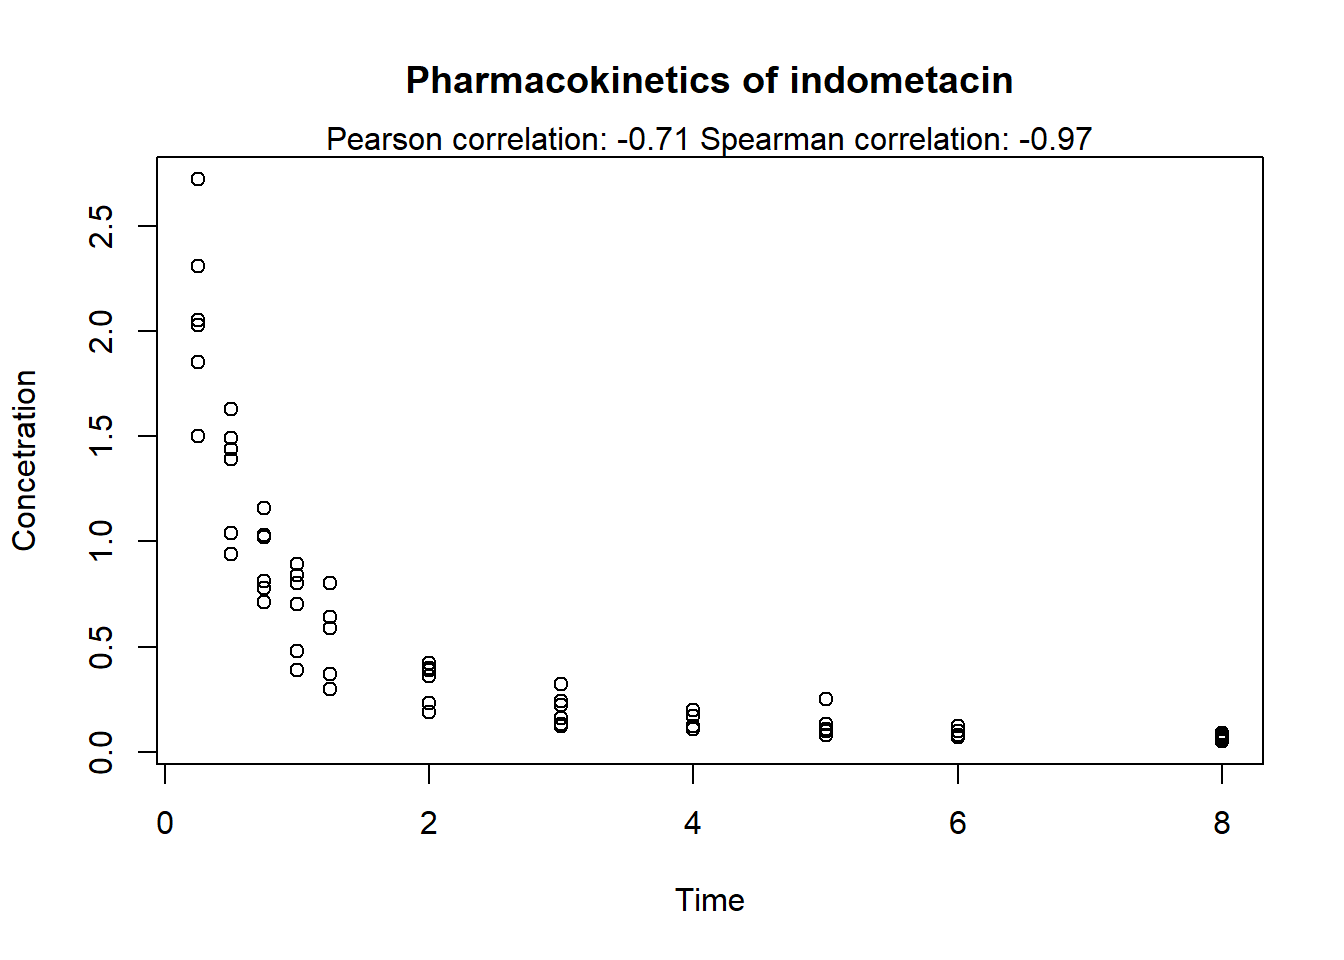 Pharmacokinetics of indometacin
Pearson correlation: -0.71 Spearman correlation: -0.97
Concetration
2.5
2.0
1.5
1.0
0.5
0.0
0 2 4 6 8
Time